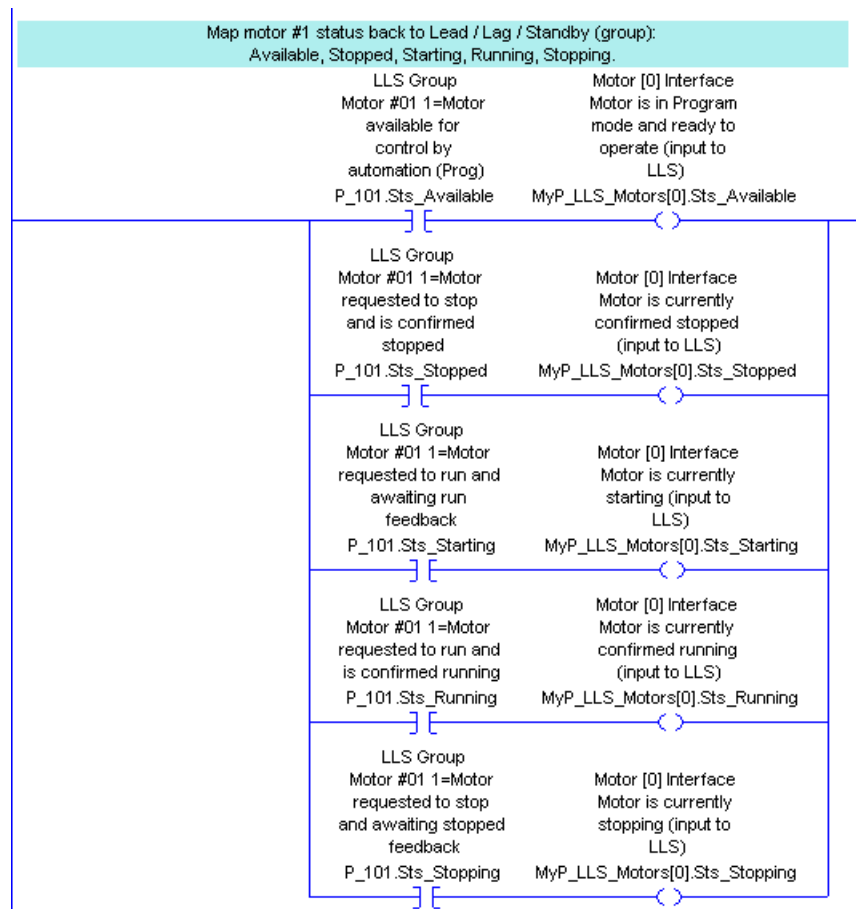 Map motor #1 status back to Lead / Lag / Standby (group):
Available, Stopped, Starting, Running, Stopping.
LLS Group
Motor #01 1=Motor
available for
control by
automation (Prog)
P_101.Sts_Available
Motor [0] Interface
Motor is in Program
mode and ready to
operate (input to
LLS)
MyP_LLS_Motors[0].Sts_Available
LLS Group
Motor #01 1=Motor
requested to stop
and is confirmed
stopped
P_101.Sts_Stopped
Motor [0] Interface
Motor is currently
confirmed stopped
(input to LLS)
MyP_LLS_Motors[0].Sts_Stopped
LLS Group
Motor #01 1=Motor
requested to run and
awaiting run
feedback
P_101.Sts_Starting
Motor [0] Interface
Motor is currently
starting (input to
LLS)
MyP_LLS_Motors[0].Sts_Starting
LLS Group
Motor #01 1=Motor
requested to run and
is confirmed running
P_101.Sts_Running
Motor [0] Interface
Motor is currently
confirmed running
(input to LLS)
MyP_LLS_Motors[0].Sts_Running
LLS Group
Motor #01 1=Motor
requested to stop
and awaiting stopped
feedback
P_101.Sts_Stopping
Motor [0] Interface
Motor is currently
stopping (input to
LLS)
MyP_LLS_Motors[0].Sts_Stopping